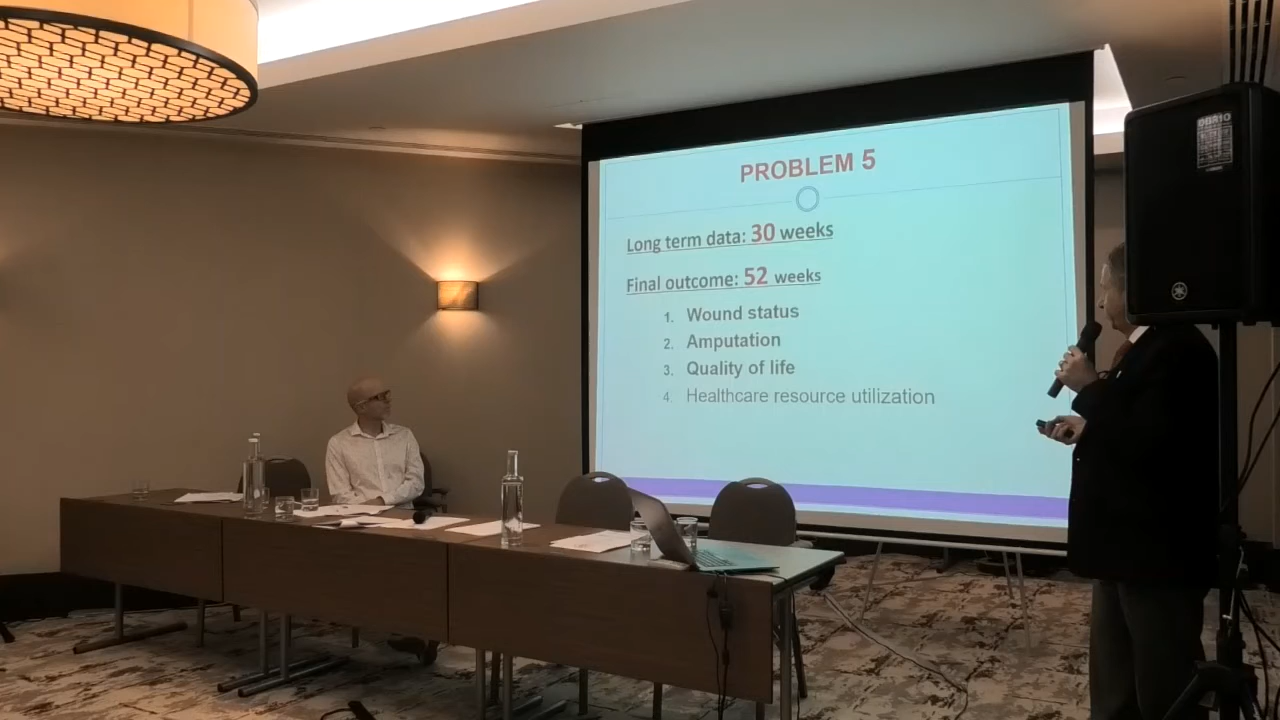 PROBLEM 5
Long term data: 30 weeks
Final outcome: 52 weeks
1. Wound status
2. Amputation
3. Quality of life
4. Healthcare resource utilization
DBR10